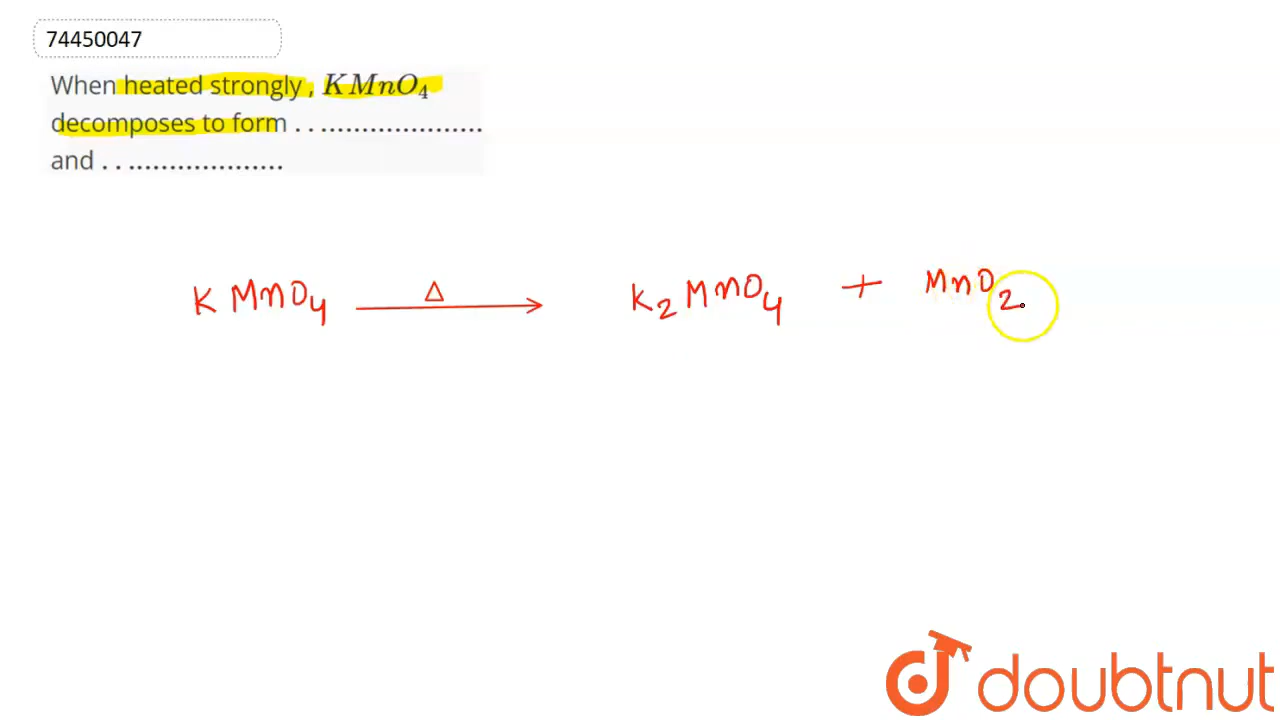 74450047
When heated strongly , KMnO₄
decomposes to form . . ......................
and . . .....................
KMnO₄ —Δ→ K₂MnO₄ + MnO₂
doubtnut